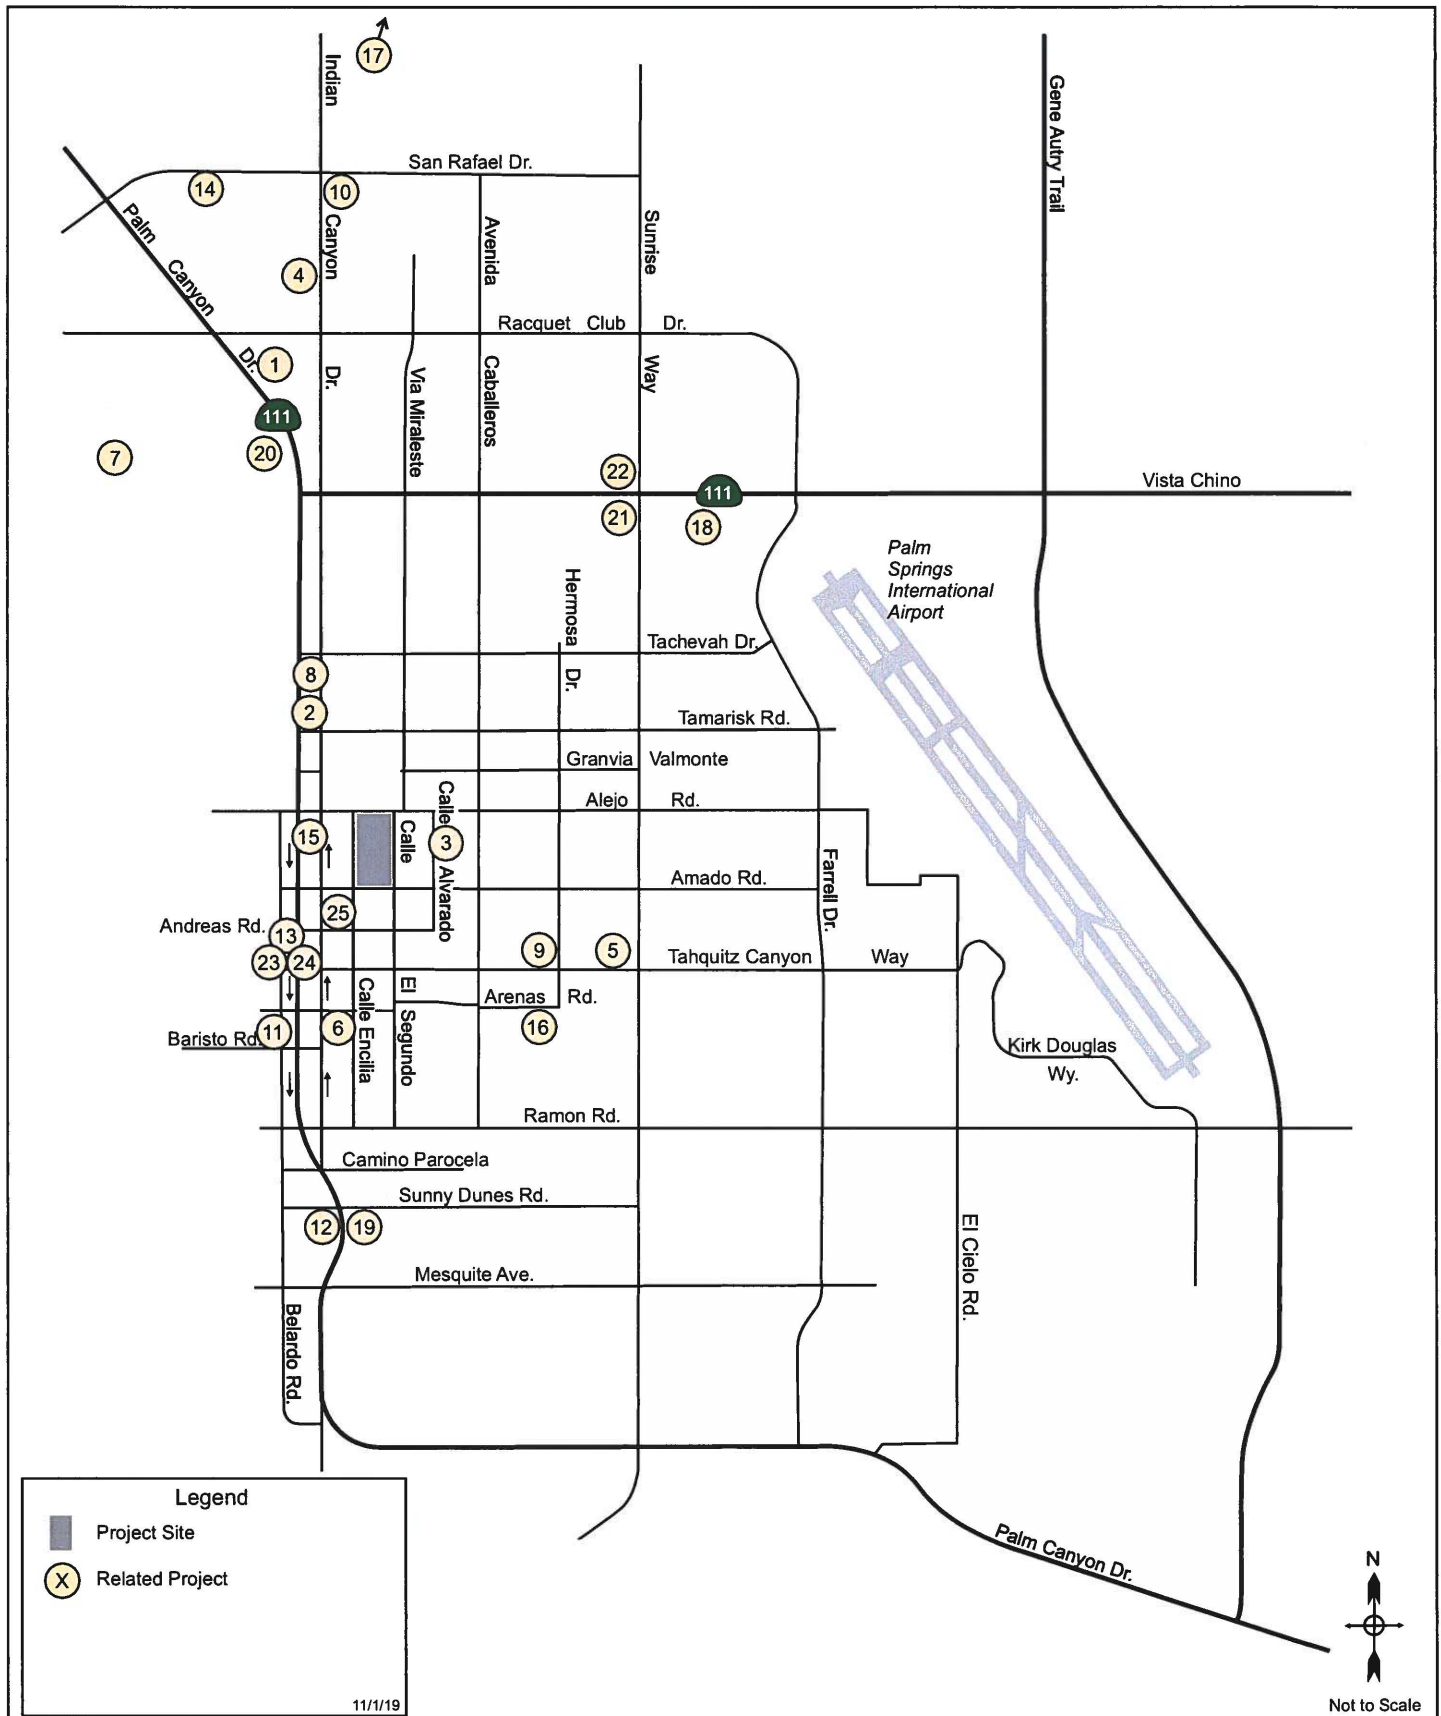 17
Indian
Gene Autry Trail
San Rafael Dr.
14
10
Palm
Canyon
Avenida
Sunrise
4
Canyon
Racquet Club Dr.
Dr.
1
Dr.
Via Miraleste
Caballeros
Way
111
7
20
22
111
Vista Chino
21
18
Palm
Springs
International
Airport
Hermosa
Tachevah Dr.
8
Dr.
2
Tamarisk Rd.
Granvia Valmonte
Calle
Alejo Rd.
15
Calle
3
Farrell Dr.
Alvarado
Amado Rd.
25
Andreas Rd.
13
23
24
9
5
Tahquitz Canyon Way
Calle Encilia
El
Arenas Rd.
11
6
Segundo
16
Baristo Rd.
Kirk Douglas
Wy.
Ramon Rd.
Camino Parocela
Sunny Dunes Rd.
12
19
El Cielo Rd.
Mesquite Ave.
Belardo Rd.
Legend
Project Site
X Related Project
11/1/19
Palm Canyon Dr.
N
Not to Scale